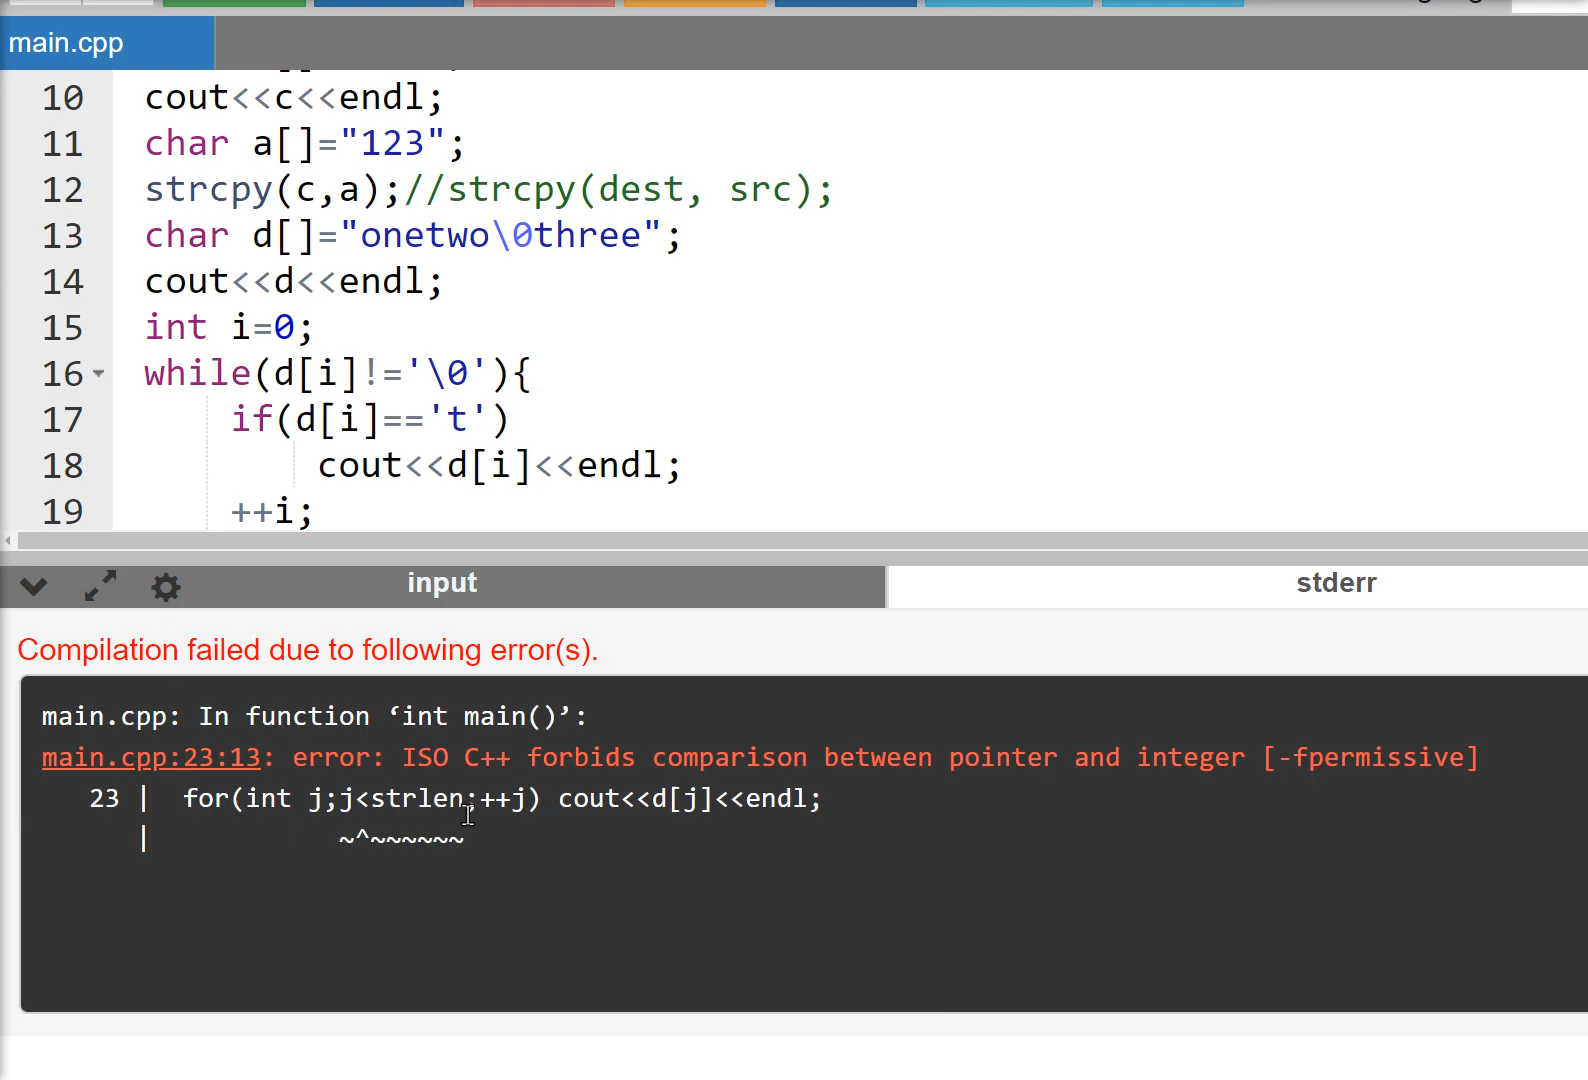 main.cpp
10 cout<<c<<endl;
11 char a[]="123";
12 strcpy(c,a);//strcpy(dest, src);
13 char d[]="onetwo\0three";
14 cout<<d<<endl;
15 int i=0;
16 while(d[i]!='\0'){
17 if(d[i]=='t')
18 cout<<d[i]<<endl;
19 ++i;
input
stderr
Compilation failed due to following error(s).
main.cpp: In function ‘int main()’:
main.cpp:23:13: error: ISO C++ forbids comparison between pointer and integer [-fpermissive]
23 | for(int j;j<strlen;++j) cout<<d[j]<<endl;
| ~^~~~~~~